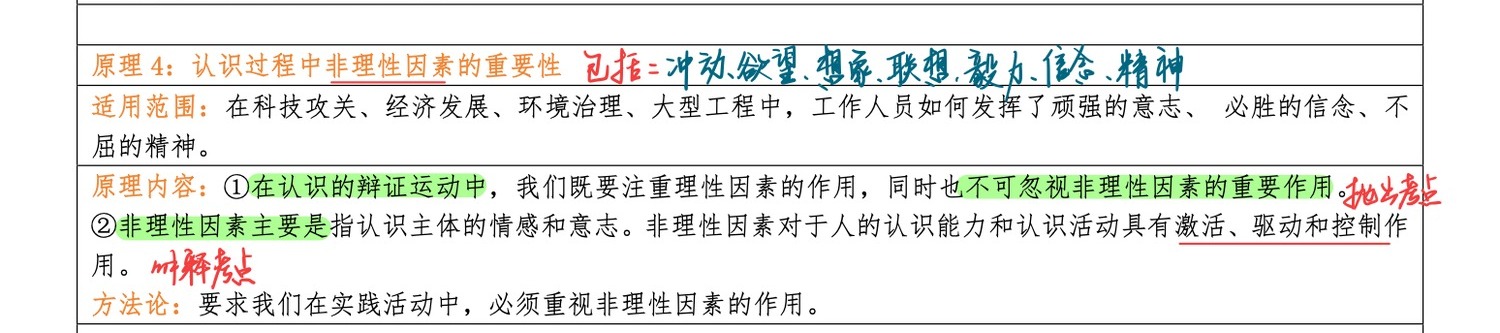 原理4：认识过程中非理性因素的重要性 包括：冲动、欲望、想象、联想、毅力、信念、精神
适用范围：在科技攻关、经济发展、环境治理、大型工程中，工作人员如何发挥了顽强的意志、 必胜的信念、不
屈的精神。
原理内容：①在认识的辩证运动中，我们既要注重理性因素的作用，同时也不可忽视非理性因素的重要作用。抛出考点
②非理性因素主要是指认识主体的情感和意志。非理性因素对于人的认识能力和认识活动具有激活、驱动和控制作
用。 解释考点
方法论：要求我们在实践活动中，必须重视非理性因素的作用。